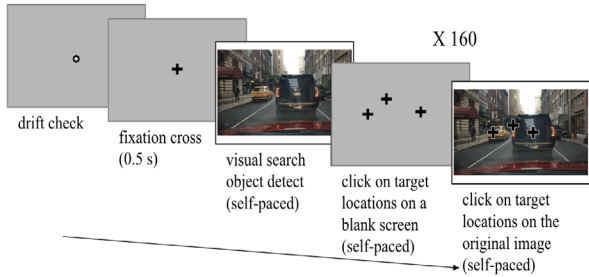 X 160
drift check
fixation cross
(0.5 s)
visual search
object detect
(self-paced)
click on target
locations on a
blank screen
(self-paced)
click on target
locations on the
original image
(self-paced)